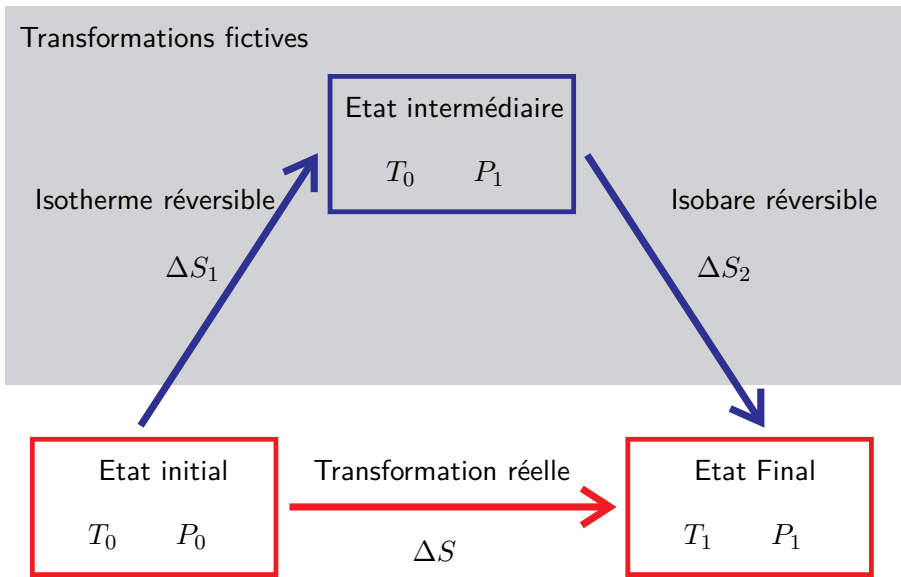 Transformations fictives
Etat intermédiaire
T₀ P₁
Isotherme réversible
Isobare réversible
ΔS₁
ΔS₂
Etat initial
T₀ P₀
Transformation réelle
ΔS
Etat Final
T₁ P₁